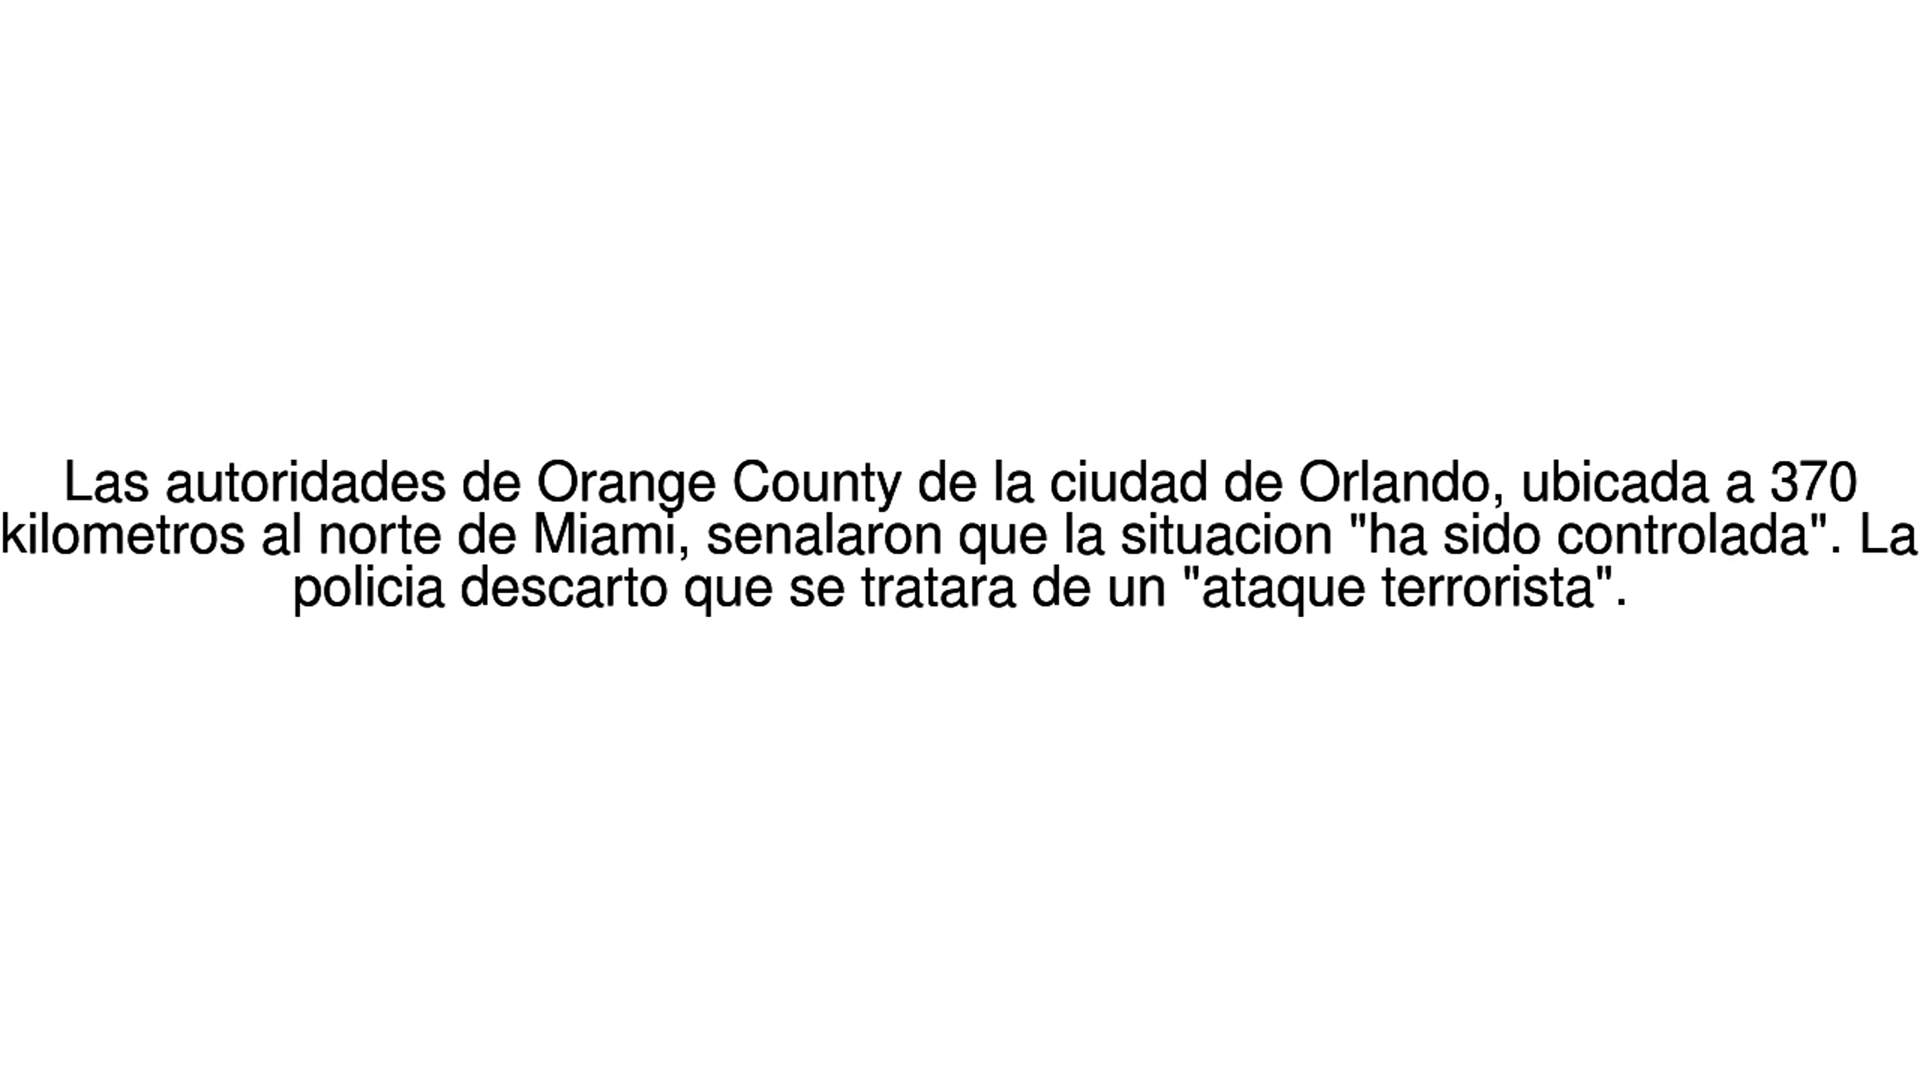 Las autoridades de Orange County de la ciudad de Orlando, ubicada a 370
kilometros al norte de Miami, senalaron que la situacion "ha sido controlada". La
policia descarto que se tratara de un "ataque terrorista".